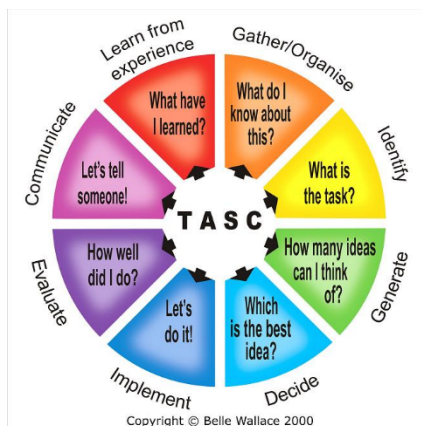 Gather/Organise
What do I
know about
this?
Identify
What is
the task?
Generate
How many ideas
can I think
of?
Decide
Which
is the best
idea?
Implement
Let's
do it!
Evaluate
How well
did I do?
Communicate
Let's tell
someone!
Learn from
experience
What have
I learned?
TASC
Copyright © Belle Wallace 2000